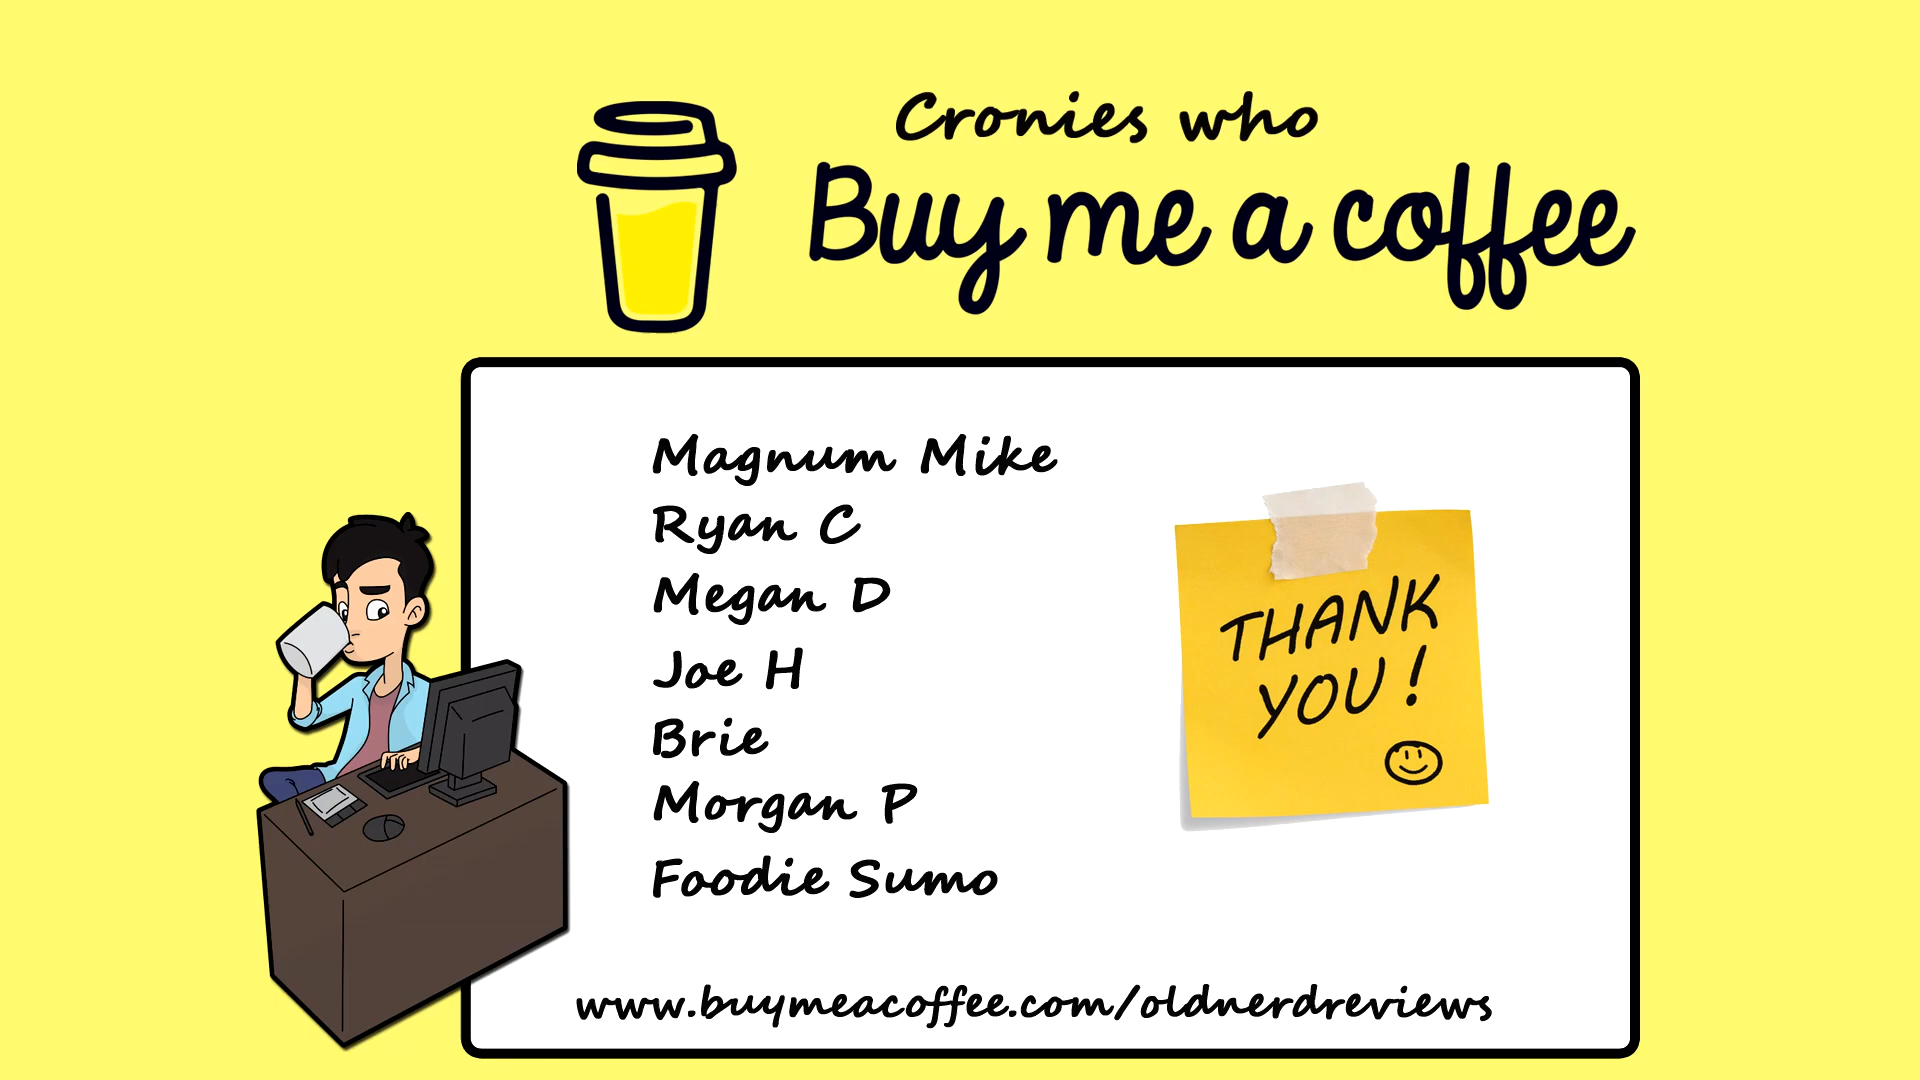 Cronies who
Buy me a coffee
Magnum Mike
Ryan C
Megan D
Joe H
Brie
Morgan P
Foodie Sumo
THANK
YOU!
www.buymeacoffee.com/oldnerdreviews